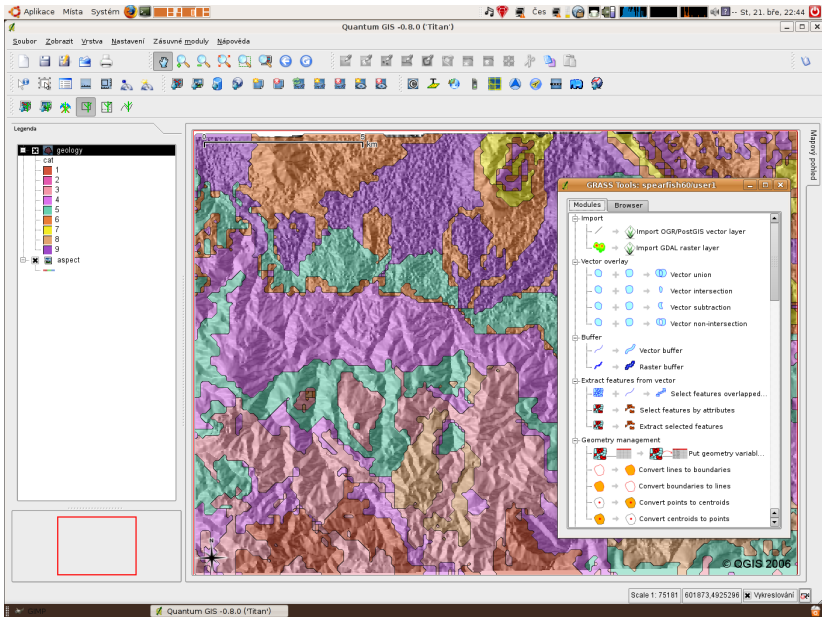 Aplikace Místa Systém
Čes
St, 21. bře, 22:44
Quantum GIS -0.8.0 ('Titan')
Soubor Zobrazit Vrstva Nastavení Zásuvné moduly Nápověda
Legenda
geology
cat
1
2
3
4
5
6
7
8
9
aspect
0 5
km
Mapový pohled
GRASS Tools: spearfish60/user1
Modules Browser
Import
Import OGR/PostGIS vector layer
Import GDAL raster layer
Vector overlay
Vector union
Vector intersection
Vector subtraction
Vector non-intersection
Buffer
Vector buffer
Raster buffer
Extract features from vector
Select features overlapped...
Select features by attributes
Extract selected features
Geometry management
Put geometry variabl...
Convert lines to boundaries
Convert boundaries to lines
Convert points to centroids
Convert centroids to points
© QGIS 2006
Scale 1: 75181 601873,4925296 Vykreslování
GIMP
Quantum GIS -0.8.0 ('Titan')